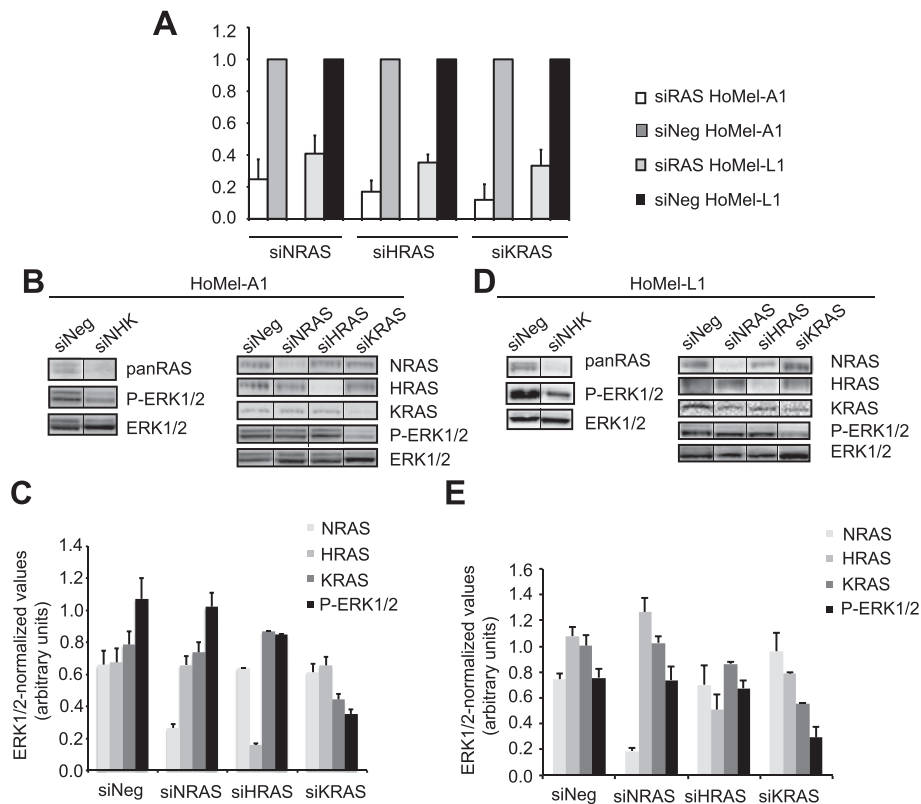 A
1.2
1.0
0.8
0.6
0.4
0.2
0.0
siNRAS siHRAS siKRAS
siRAS HoMel-A1
siNeg HoMel-A1
siRAS HoMel-L1
siNeg HoMel-L1
B
HoMel-A1
siNeg siNHK
panRAS
P-ERK1/2
ERK1/2
siNeg siNRAS siHRAS siKRAS
NRAS
HRAS
KRAS
P-ERK1/2
ERK1/2
D
HoMel-L1
siNeg siNHK
panRAS
P-ERK1/2
ERK1/2
siNeg siNRAS siHRAS siKRAS
NRAS
HRAS
KRAS
P-ERK1/2
ERK1/2
C
ERK1/2-normalized values
(arbitrary units)
1.4
1.2
1.0
0.8
0.6
0.4
0.2
0.0
siNeg siNRAS siHRAS siKRAS
NRAS
HRAS
KRAS
P-ERK1/2
E
ERK1/2-normalized values
(arbitrary units)
1.6
1.4
1.2
1.0
0.8
0.6
0.4
0.2
0.0
siNeg siNRAS siHRAS siKRAS
NRAS
HRAS
KRAS
P-ERK1/2